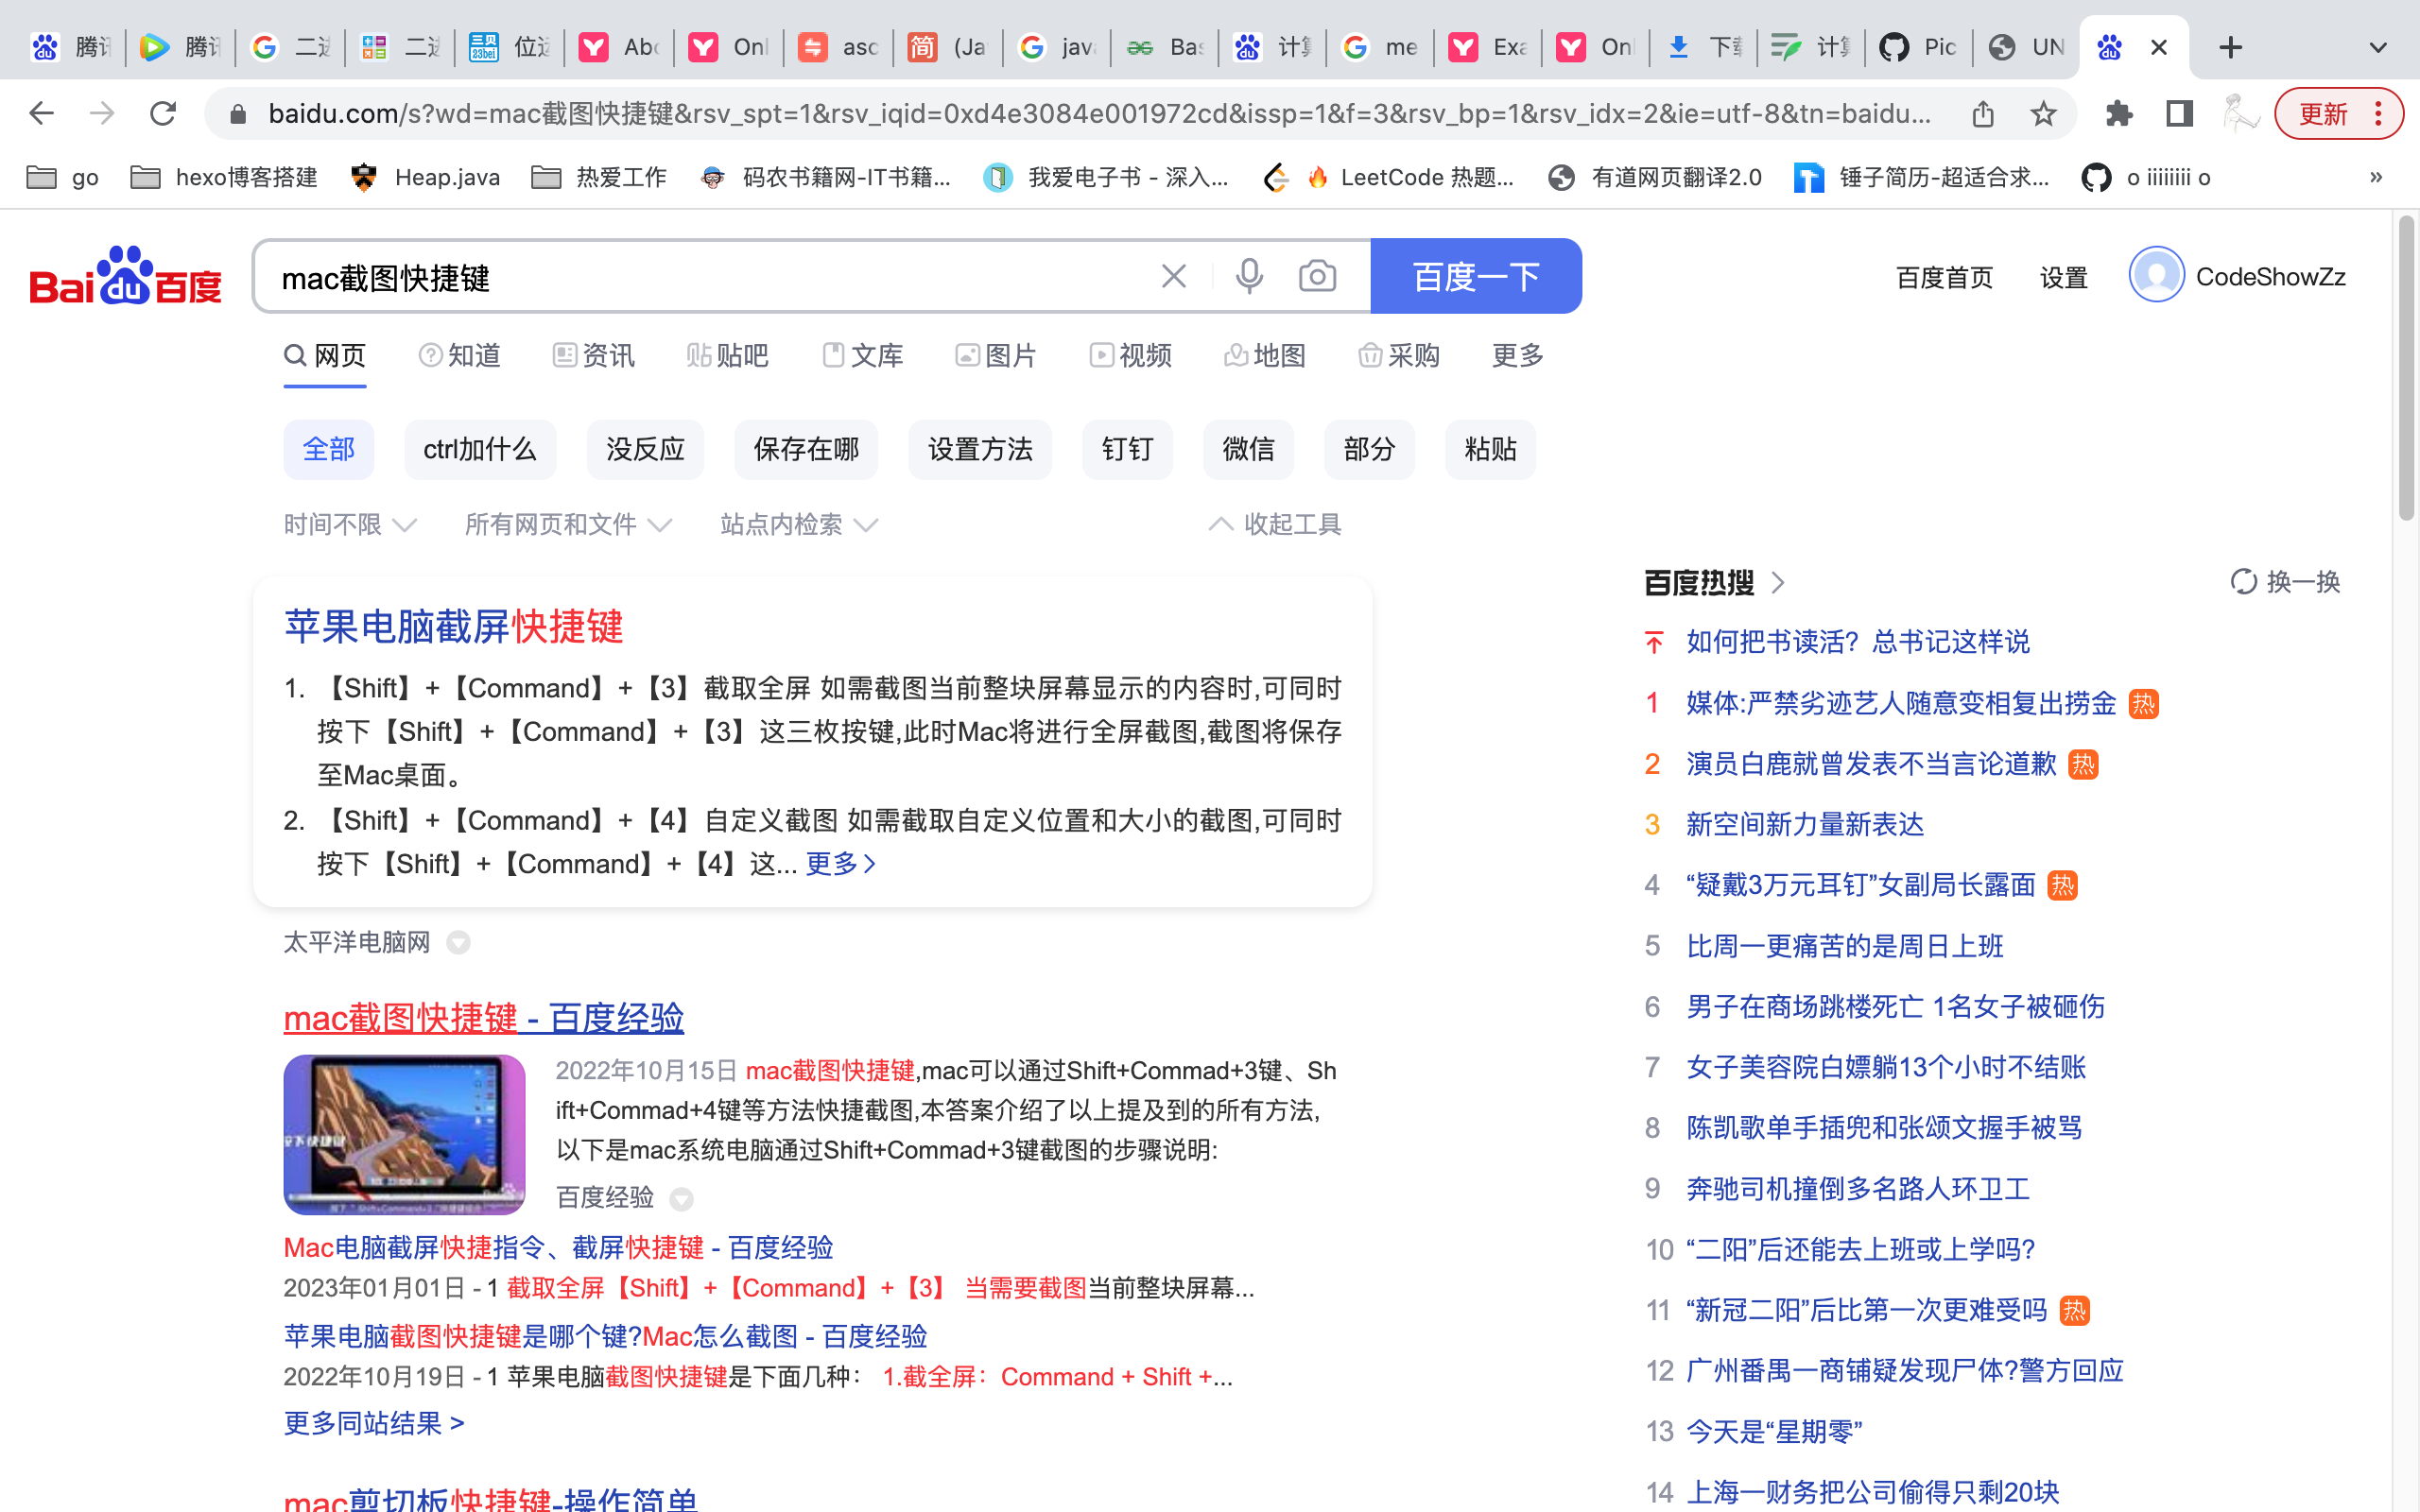 腾讯
腾讯
二进
二进
位运
Abc
Onl
asc
(Ja
java
Bas
计算
me
Exa
Onl
下载
计算
Pic
UN
baidu.com/s?wd=mac截图快捷键&rsv_spt=1&rsv_iqid=0xd4e3084e001972cd&issp=1&f=3&rsv_bp=1&rsv_idx=2&ie=utf-8&tn=baidu...
更新
go
hexo博客搭建
Heap.java
热爱工作
码农书籍网-IT书籍...
我爱电子书 - 深入...
LeetCode 热题...
有道网页翻译2.0
锤子简历-超适合求...
o iiiiiiii o
»
Bai du 百度
mac截图快捷键
百度一下
百度首页
设置
CodeShowZz
网页
知道
资讯
贴吧
文库
图片
视频
地图
采购
更多
全部
ctrl加什么
没反应
保存在哪
设置方法
钉钉
微信
部分
粘贴
时间不限
所有网页和文件
站点内检索
收起工具
苹果电脑截屏快捷键
1. 【Shift】+【Command】+【3】截取全屏 如需截图当前整块屏幕显示的内容时,可同时
按下【Shift】+【Command】+【3】这三枚按键,此时Mac将进行全屏截图,截图将保存
至Mac桌面。
2. 【Shift】+【Command】+【4】自定义截图 如需截取自定义位置和大小的截图,可同时
按下【Shift】+【Command】+【4】这... 更多>
太平洋电脑网
mac截图快捷键 - 百度经验
2022年10月15日 mac截图快捷键,mac可以通过Shift+Commad+3键、Sh
ift+Commad+4键等方法快捷截图,本答案介绍了以上提及到的所有方法,
以下是mac系统电脑通过Shift+Commad+3键截图的步骤说明:
百度经验
Mac电脑截屏快捷指令、截屏快捷键 - 百度经验
2023年01月01日 - 1 截取全屏【Shift】+【Command】+【3】 当需要截图当前整块屏幕...
苹果电脑截图快捷键是哪个键?Mac怎么截图 - 百度经验
2022年10月19日 - 1 苹果电脑截图快捷键是下面几种： 1.截全屏：Command + Shift +...
更多同站结果 >
mac剪切板快捷键-操作简单
百度热搜 >
换一换
如何把书读活？总书记这样说
1 媒体:严禁劣迹艺人随意变相复出捞金 热
2 演员白鹿就曾发表不当言论道歉 热
3 新空间新力量新表达
4 “疑戴3万元耳钉”女副局长露面 热
5 比周一更痛苦的是周日上班
6 男子在商场跳楼死亡 1名女子被砸伤
7 女子美容院白嫖躺13个小时不结账
8 陈凯歌单手插兜和张颂文握手被骂
9 奔驰司机撞倒多名路人环卫工
10 “二阳”后还能去上班或上学吗?
11 “新冠二阳”后比第一次更难受吗 热
12 广州番禺一商铺疑发现尸体?警方回应
13 今天是“星期零”
14 上海一财务把公司偷得只剩20块